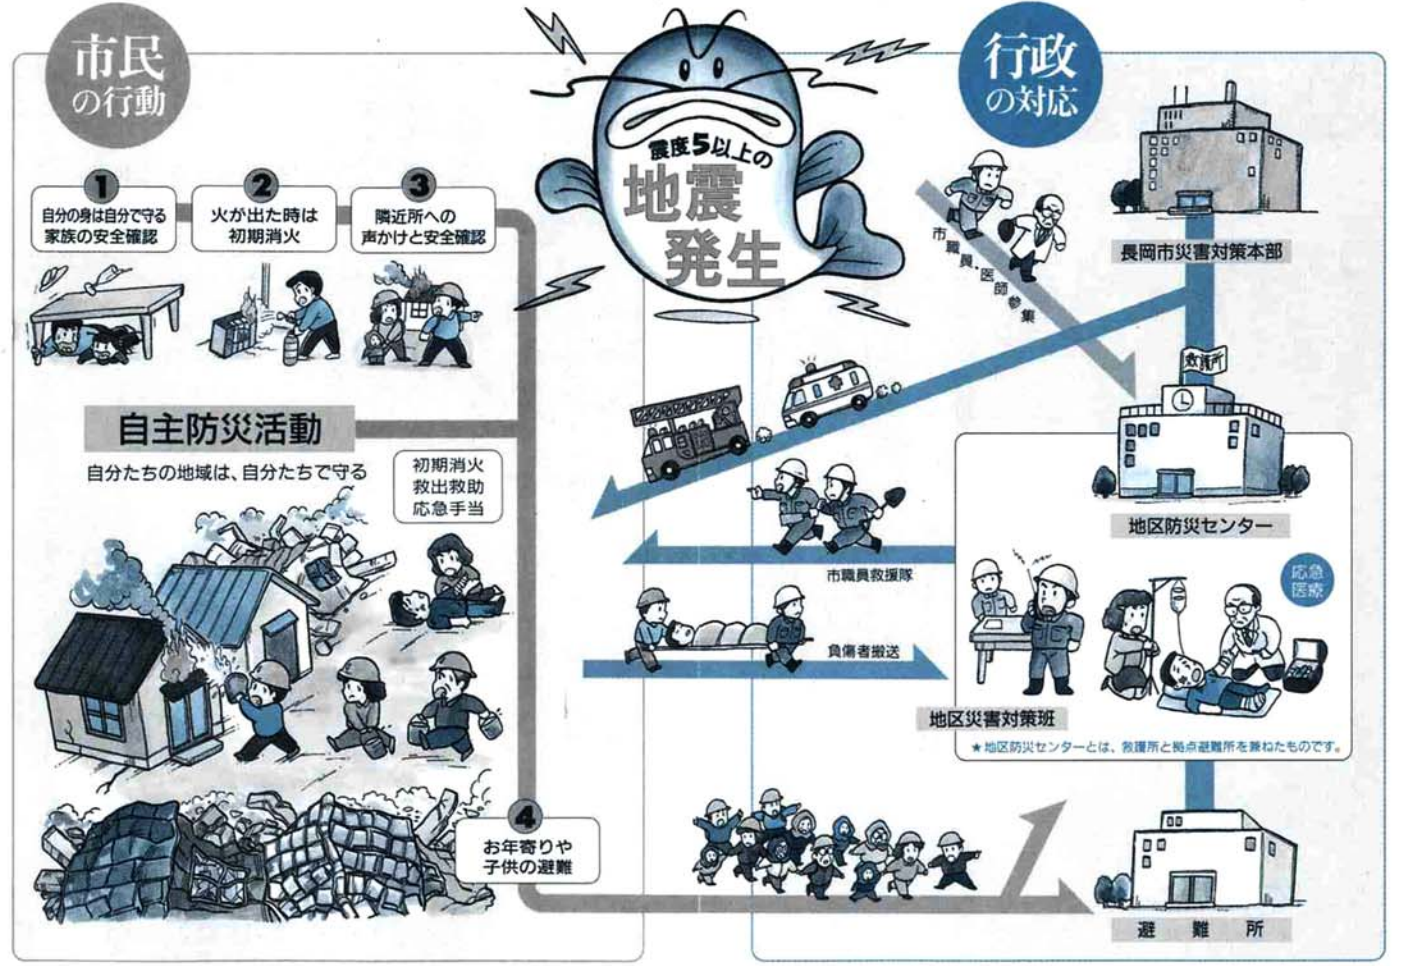 市民
の行動
1
自分の身は自分で守る
家族の安全確認
2
火が出た時は
初期消火
3
隣近所への
声かけと安全確認
自主防災活動
自分たちの地域は、自分たちで守る
初期消火
救出救助
応急手当
4
お年寄りや
子供の避難
震度5以上の
地震
発生
行政
の対応
長岡市災害対策本部
市職員・医師参集
救護所
地区防災センター
市職員救援隊
負傷者搬送
応急
医療
地区災害対策班
★地区防災センターとは、救護所と拠点避難所を兼ねたものです。
避難所